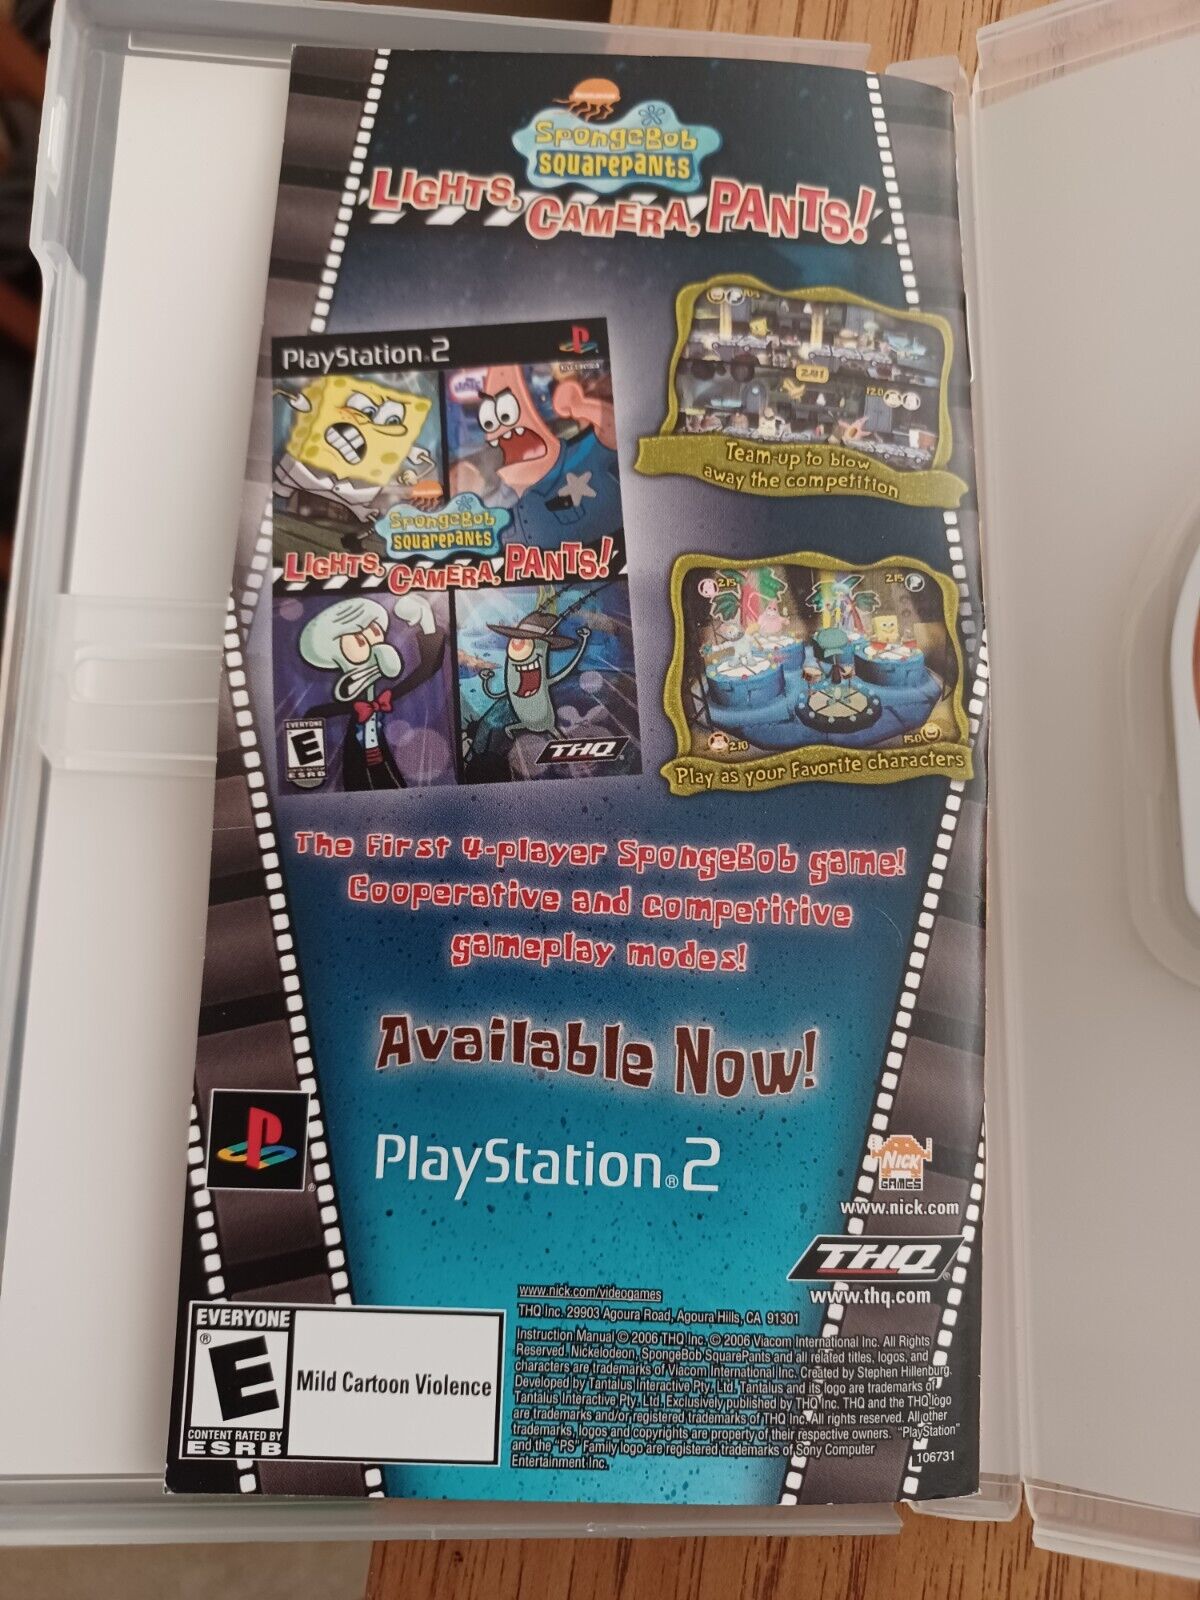 NICKELODEON
SpongeBob
SquarePants
LIGHTS, CAMERA, PANTS!
PlayStation®2
SpongeBob
SquarePants
LIGHTS, CAMERA, PANTS!
EVERYONE
E
ESRB
THQ
2:41
120
Team-up to blow
away the competition
215
215
210
150
Play as your Favorite characters
The First 4-player SpongeBob game!
Cooperative and competitive
gameplay modes!
Available Now!
PlayStation®2
NICK
GAMES
www.nick.com
THQ®
www.thq.com
EVERYONE
E®
Mild Cartoon Violence
CONTENT RATED BY
ESRB
www.nick.com/videogames
THQ Inc. 29903 Agoura Road, Agoura Hills, CA 91301
Instruction Manual © 2006 THQ Inc. © 2006 Viacom International Inc. All Rights
Reserved. Nickelodeon, SpongeBob SquarePants and all related titles, logos, and
characters are trademarks of Viacom International Inc. Created by Stephen Hillenburg.
Developed by Tantalus Interactive Pty. Ltd. Tantalus and its logo are trademarks of
Tantalus Interactive Pty. Ltd. Exclusively published by THQ Inc. THQ and the THQ logo
are trademarks and/or registered trademarks of THQ Inc. All rights reserved. All other
trademarks, logos and copyrights are property of their respective owners. "PlayStation"
and the "PS" Family logo are registered trademarks of Sony Computer
Entertainment Inc.
106731